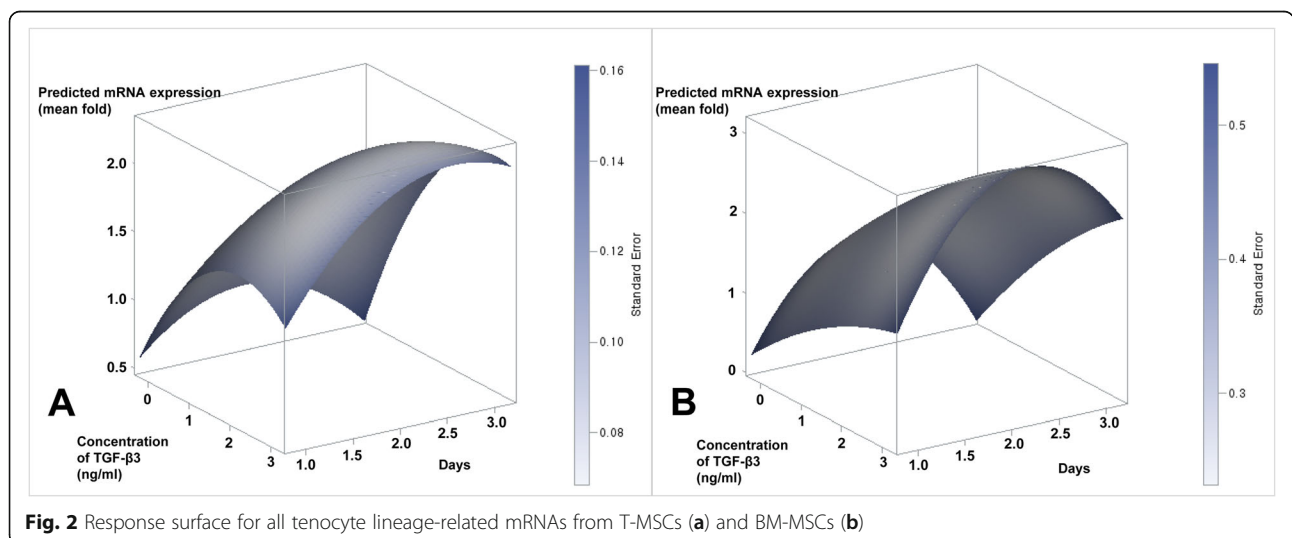 Predicted mRNA expression
(mean fold)
2.0
1.5
1.0
0.5
0
1
2
3
Concentration
of TGF-β3
(ng/ml)
1.0
1.5
2.0
2.5
3.0
Days
A
0.16
0.14
0.12
0.10
0.08
Standard Error
Predicted mRNA expression
(mean fold)
3
2
1
0
0
1
2
3
Concentration
of TGF-β3
(ng/ml)
1.0
1.5
2.0
2.5
3.0
Days
B
0.5
0.4
0.3
Standard Error
Fig. 2 Response surface for all tenocyte lineage-related mRNAs from T-MSCs (a) and BM-MSCs (b)